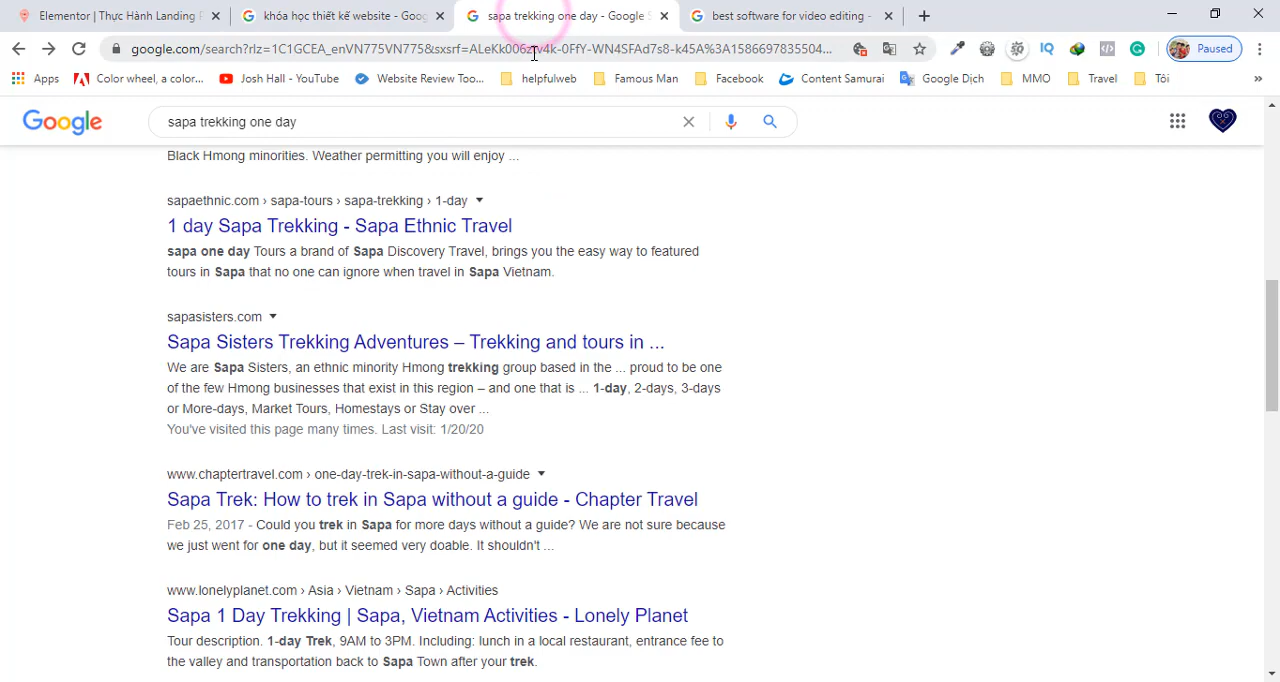 Elementor | Thực Hành Landing F
khóa học thiết kế website - Goog
sapa trekking one day - Google S
best software for video editing -
google.com/search?rlz=1C1GCEA_enVN775VN775&sxsrf=ALeKk006zrv4k-0FfY-WN4SFAd7s8-k45A%3A1586697835504...
Paused
Apps
Color wheel, a color...
Josh Hall - YouTube
Website Review Too...
helpfulweb
Famous Man
Facebook
Content Samurai
Google Dịch
MMO
Travel
Tôi
Google
sapa trekking one day
Black Hmong minorities. Weather permitting you will enjoy ...
sapaethnic.com › sapa-tours › sapa-trekking › 1-day
1 day Sapa Trekking - Sapa Ethnic Travel
sapa one day Tours a brand of Sapa Discovery Travel, brings you the easy way to featured
tours in Sapa that no one can ignore when travel in Sapa Vietnam.
sapasisters.com
Sapa Sisters Trekking Adventures – Trekking and tours in ...
We are Sapa Sisters, an ethnic minority Hmong trekking group based in the ... proud to be one
of the few Hmong businesses that exist in this region – and one that is ... 1-day, 2-days, 3-days
or More-days, Market Tours, Homestays or Stay over ...
You've visited this page many times. Last visit: 1/20/20
www.chaptertravel.com › one-day-trek-in-sapa-without-a-guide
Sapa Trek: How to trek in Sapa without a guide - Chapter Travel
Feb 25, 2017 - Could you trek in Sapa for more days without a guide? We are not sure because
we just went for one day, but it seemed very doable. It shouldn't ...
www.lonelyplanet.com › Asia › Vietnam › Sapa › Activities
Sapa 1 Day Trekking | Sapa, Vietnam Activities - Lonely Planet
Tour description. 1-day Trek, 9AM to 3PM. Including: lunch in a local restaurant, entrance fee to
the valley and transportation back to Sapa Town after your trek.